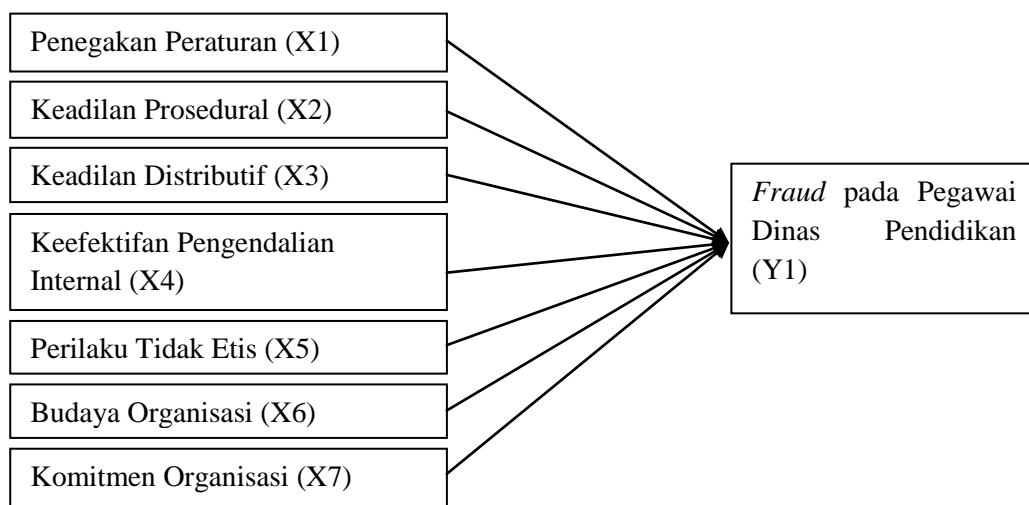 Penegakan Peraturan (X1)
Keadilan Prosedural (X2)
Keadilan Distributif (X3)
Keefektifan Pengendalian
Internal (X4)
Perilaku Tidak Etis (X5)
Budaya Organisasi (X6)
Komitmen Organisasi (X7)
Fraud pada Pegawai
Dinas Pendidikan
(Y1)